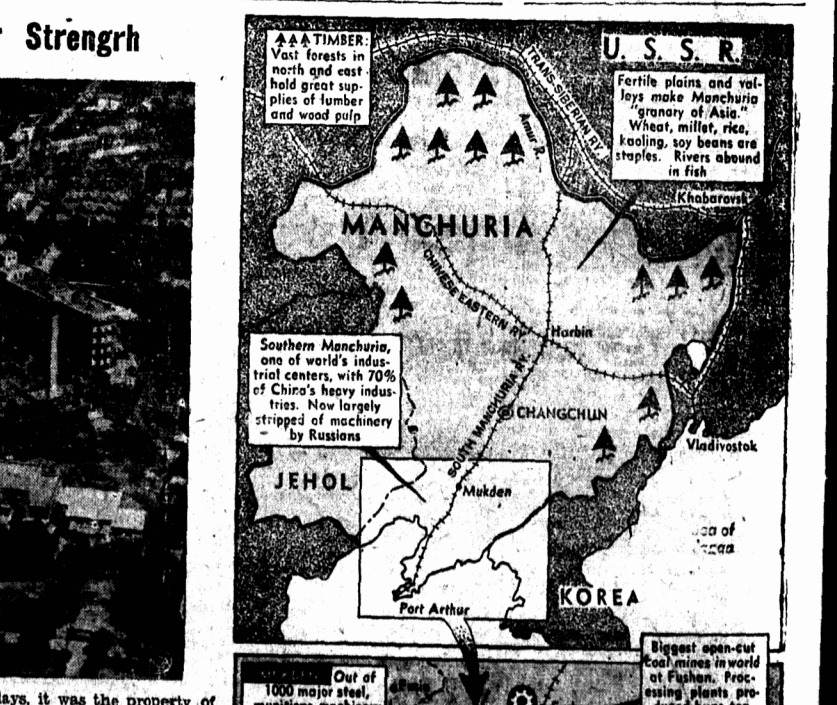 Strengrh
TIMBER:
Vast forests in
north and east
hold great sup-
plies of lumber
and wood pulp
TRANS-SIBERIAN RY.
U. S. S. R.
Fertile plains and val-
leys make Manchuria
"granary of Asia."
Wheat, millet, rice,
kaoling, soy beans are
staples. Rivers abound
in fish
Amur R.
Khabarovsk
MANCHURIA
CHINESE EASTERN RY.
Harbin
Southern Manchuria,
one of world's indus-
trial centers, with 70%
of China's heavy indus-
tries. Now largely
stripped of machinery
by Russians
SOUTH MANCHURIA RY.
CHANGCHUN
Vladivostok
JEHOL
Mukden
of
KOREA
Port Arthur
Out of
1000 major steel,
Biggest open-cut
coal mines in world
at Fushan. Proc-
essing plants pro-
days, it was the property of